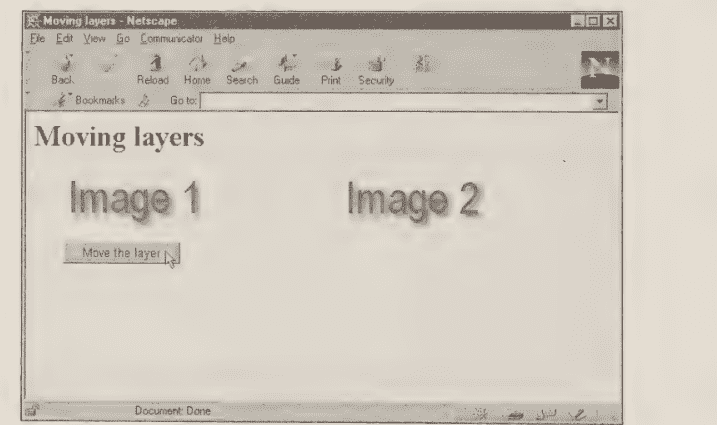 Moving layers - Netscape
File Edit View Go Communicator Help
Back Reload Home Search Guide Print Security
N
Bookmarks Go to:
Moving layers
Image 1 Image 2
Move the layer
Document: Done